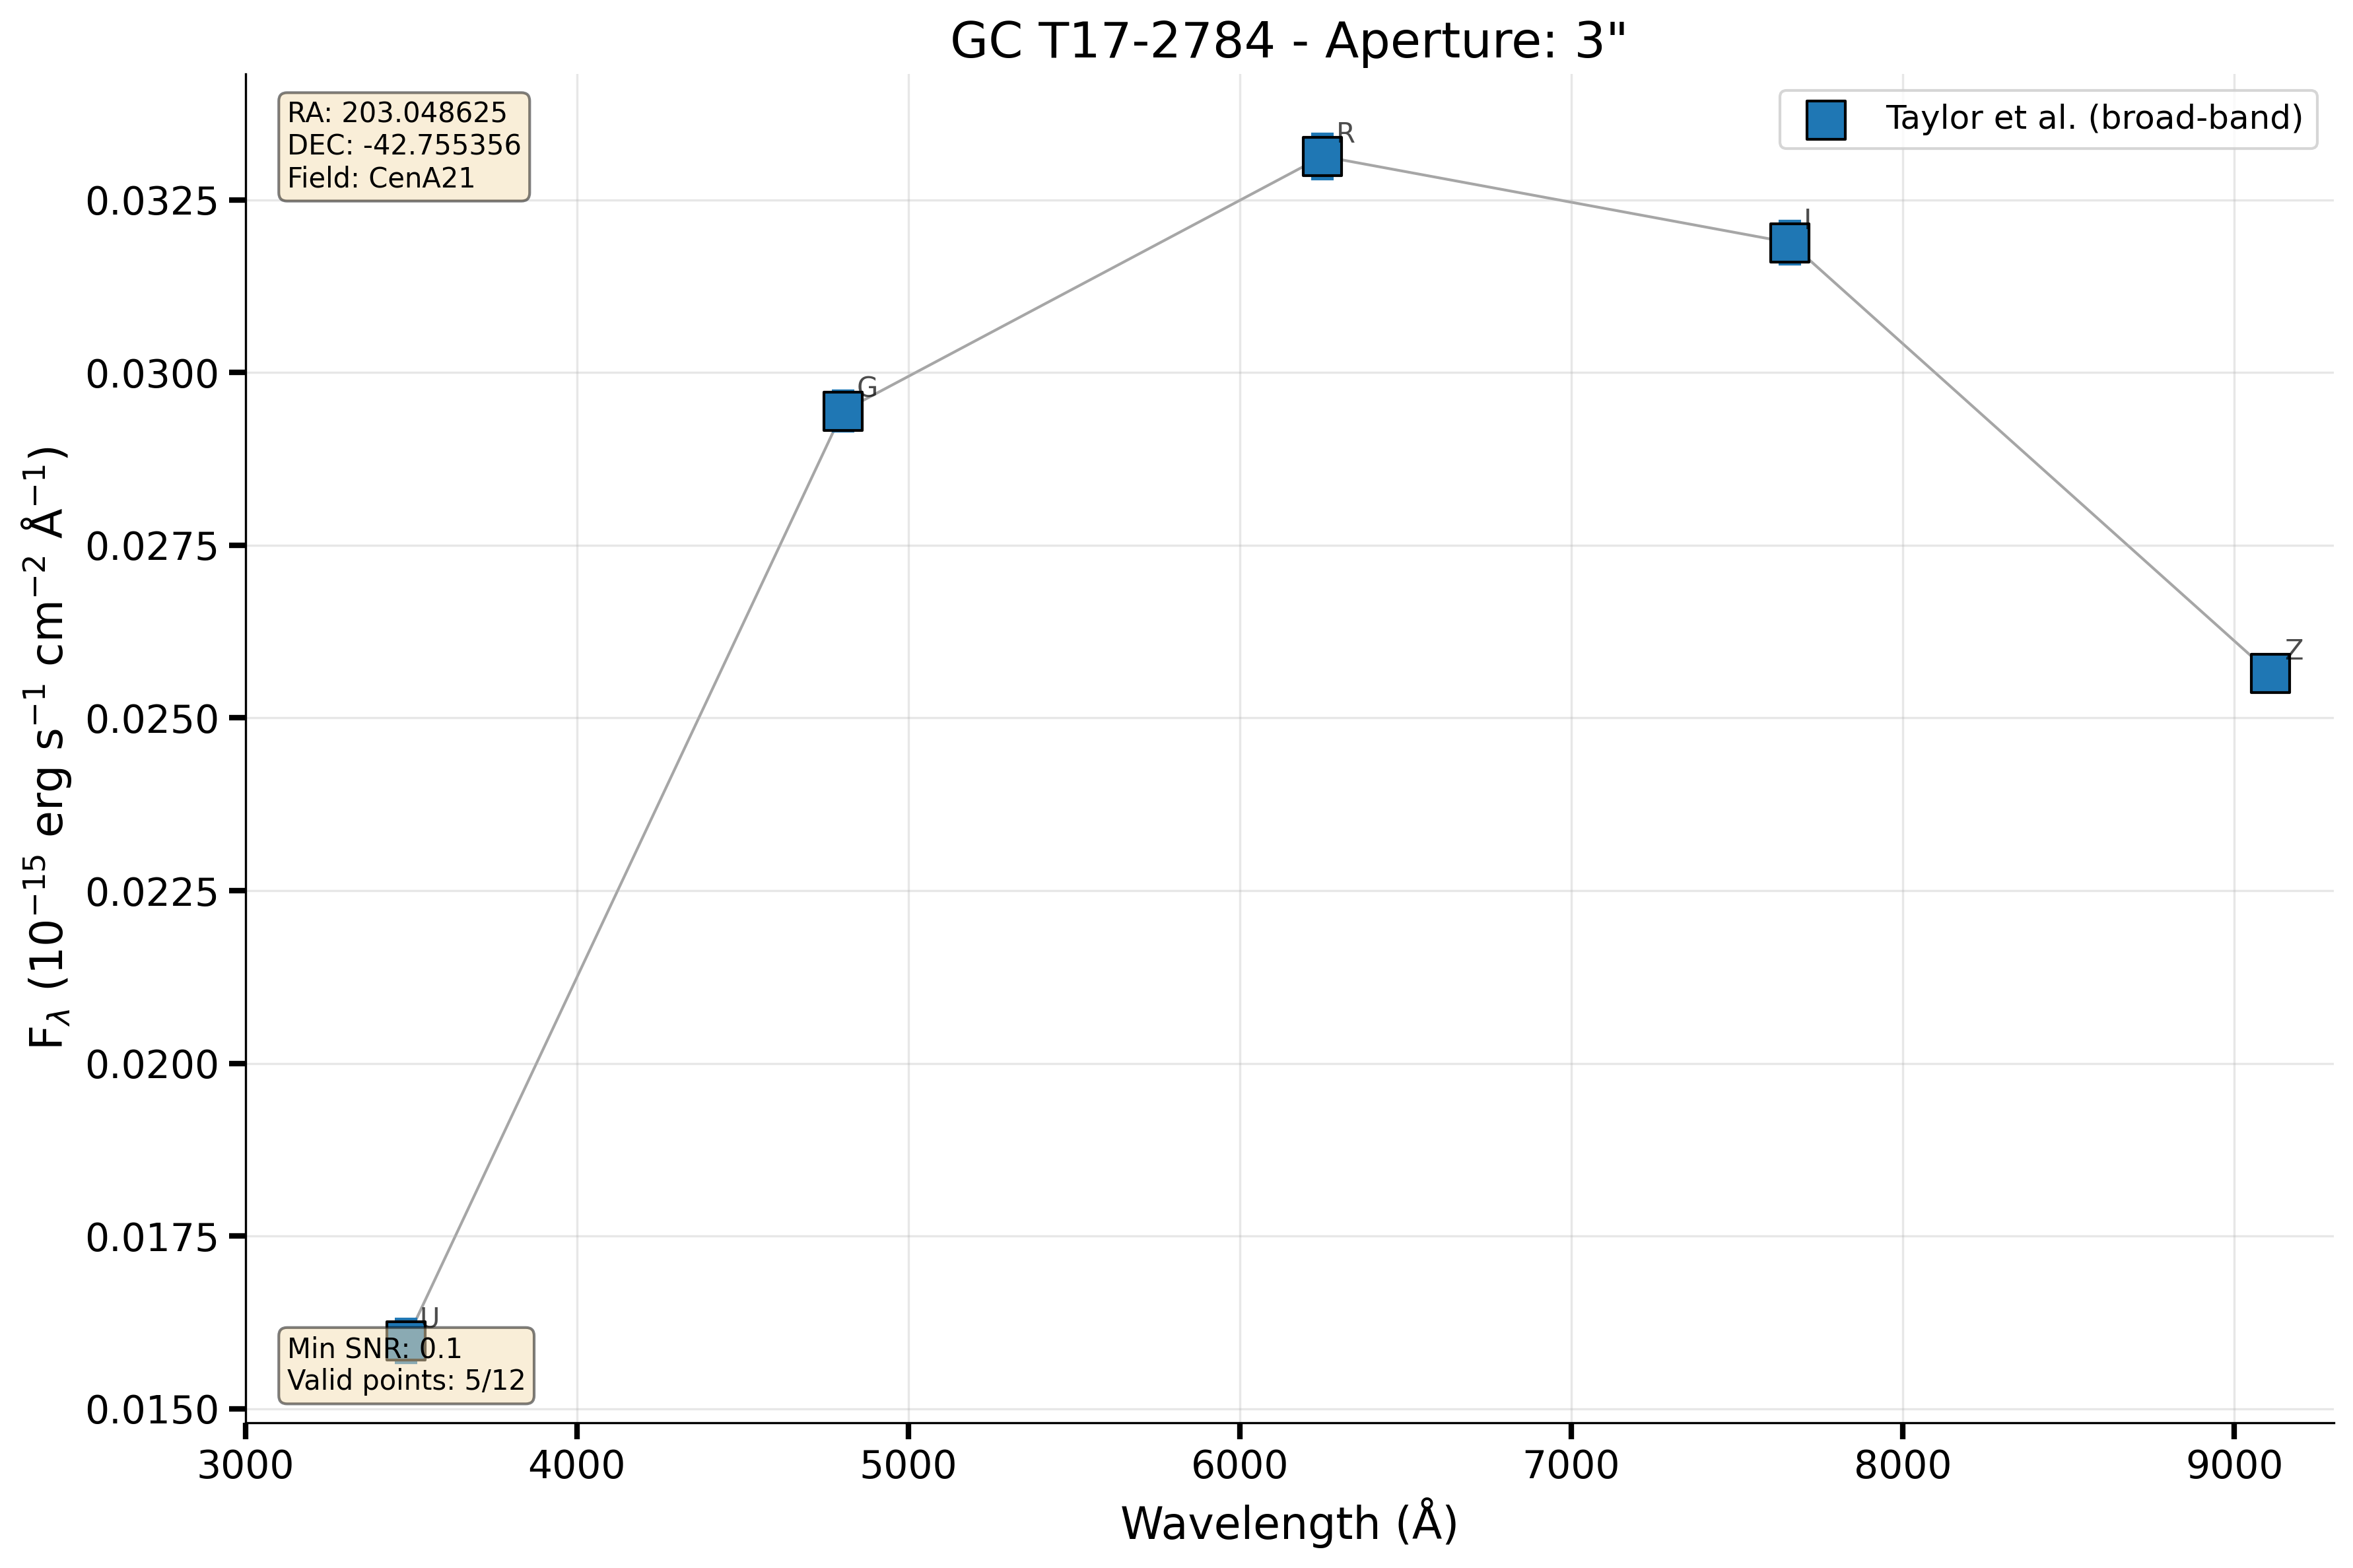 GC T17-2784 - Aperture: 3"
RA: 203.048625
DEC: -42.755356
Field: CenA21
Taylor et al. (broad-band)
R
I
G
Z
U
Min SNR: 0.1
Valid points: 5/12
F_λ (10⁻¹⁵ erg s⁻¹ cm⁻² Å⁻¹)
0.0325
0.0300
0.0275
0.0250
0.0225
0.0200
0.0175
0.0150
3000 4000 5000 6000 7000 8000 9000
Wavelength (Å)